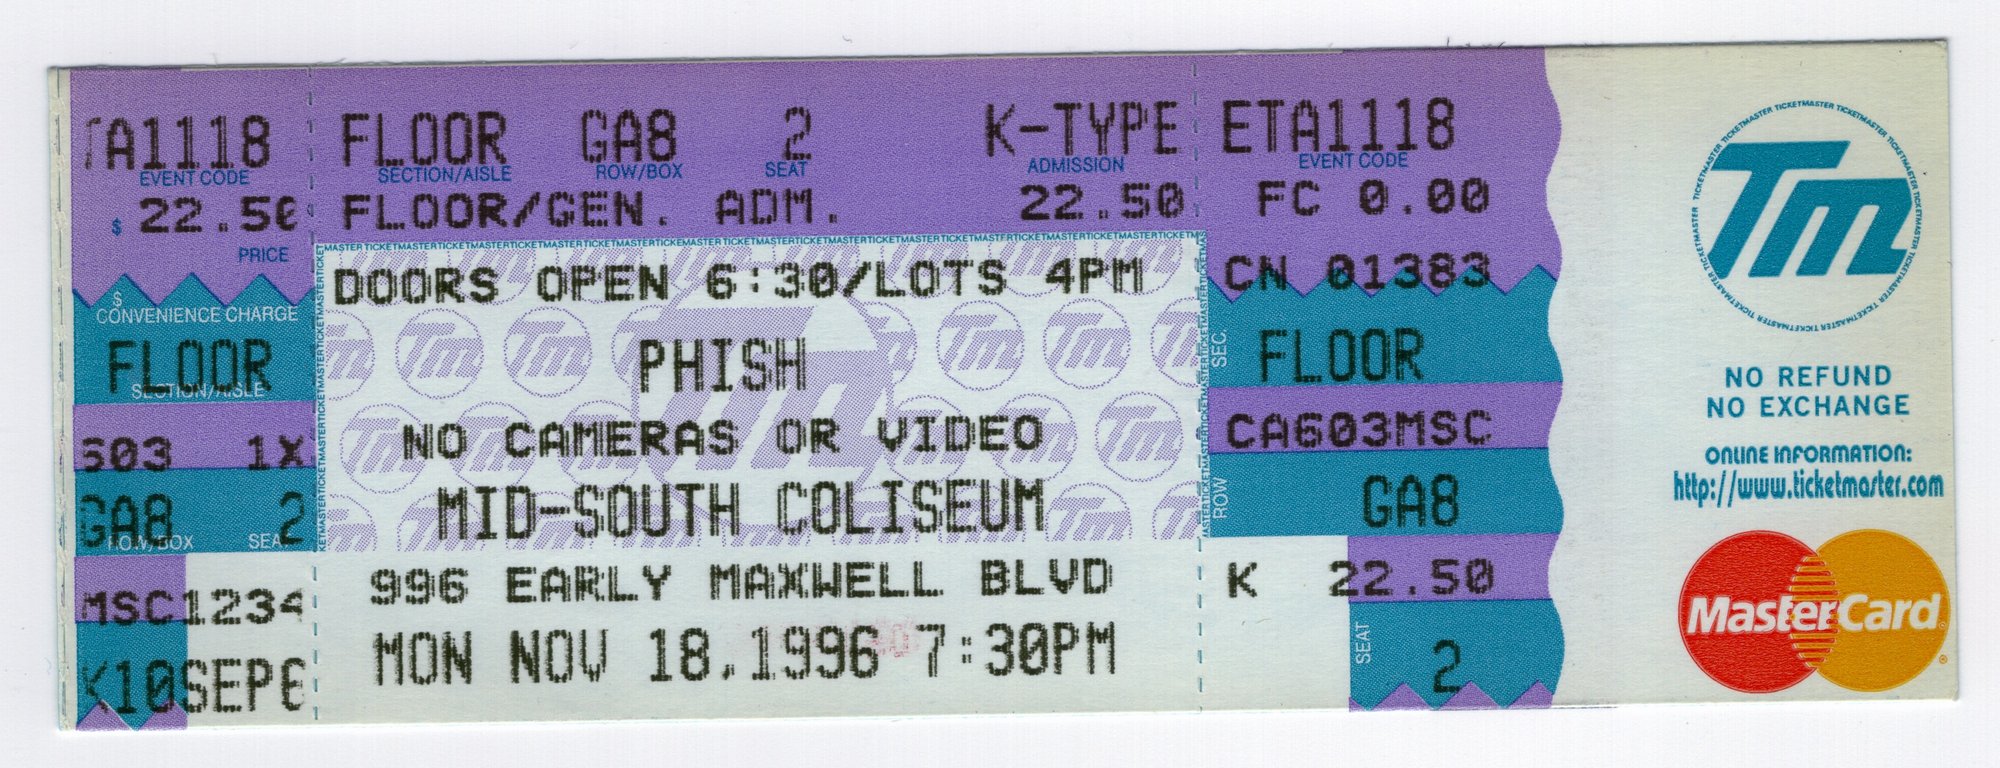 TA1118
EVENT CODE
$ 22.50
PRICE
$
CONVENIENCE CHARGE
FLOOR
SECTION/AISLE
603 1X
GA8 2
ROW/BOX SEAT
MSC1234
K10SEP6
FLOOR GA8 2 K-TYPE
SECTION/AISLE ROW/BOX SEAT ADMISSION
FLOOR/GEN. ADM. 22.50
DOORS OPEN 6:30/LOTS 4PM
PHISH
NO CAMERAS OR VIDEO
MID-SOUTH COLISEUM
996 EARLY MAXWELL BLVD
MON NOV 18,1996 7:30PM
ETA1118
EVENT CODE
FC 0.00
CN 01383
SEC. FLOOR
CA603MSC
ROW GA8
K 22.50
SEAT 2
TICKETMASTER TICKETMASTER TICKETMASTER
Tm
NO REFUND
NO EXCHANGE
ONLINE INFORMATION:
http://www.ticketmaster.com
MasterCard